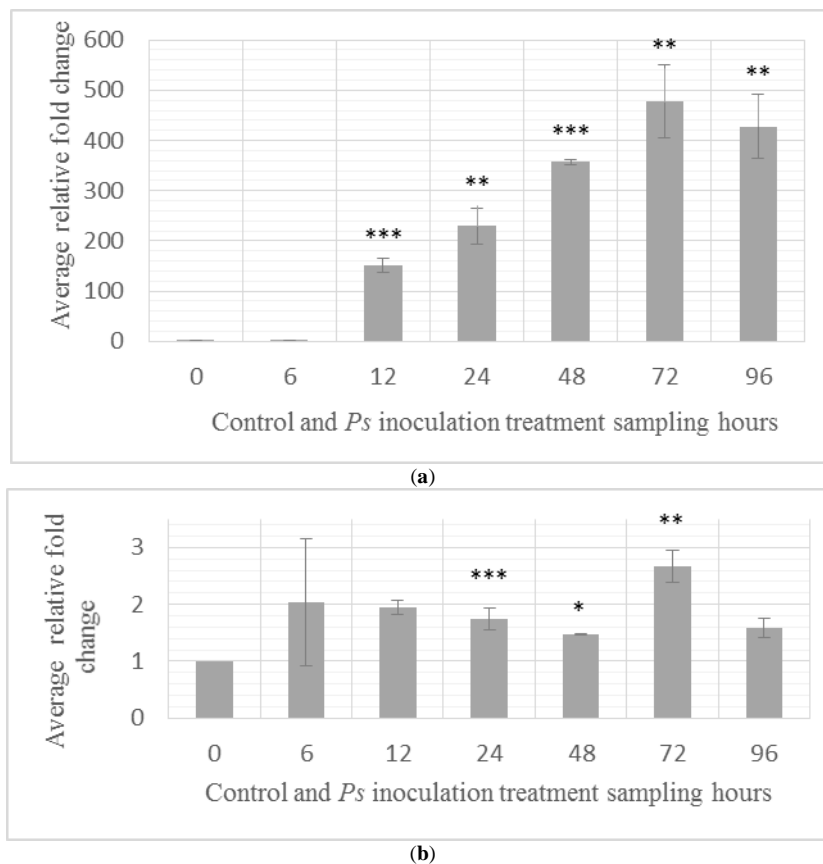 Average relative fold change
600
500
400
300
200
100
0
***
**
***
**
**
0 6 12 24 48 72 96
Control and Ps inoculation treatment sampling hours
(a)
Average relative fold
change
3
2
1
0
***
*
**
0 6 12 24 48 72 96
Control and Ps inoculation treatment sampling hours
(b)